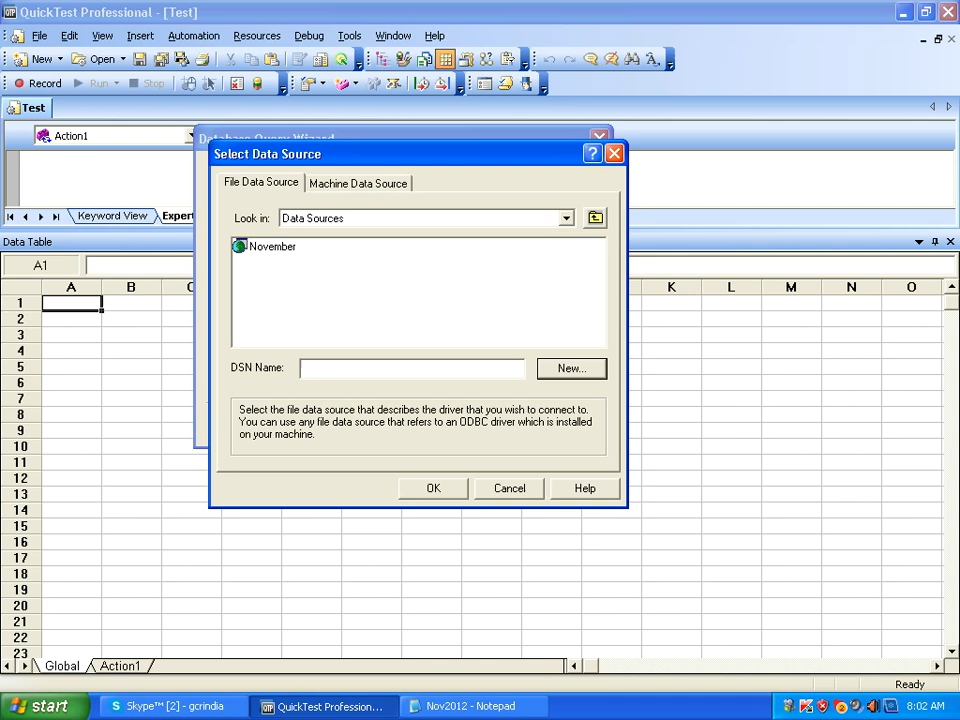 QuickTest Professional - [Test]
File Edit View Insert Automation Resources Debug Tools Window Help
New Open
Record Run Stop
Test
Action1
Database Query Wizard
Select Data Source
File Data Source Machine Data Source
Look in: Data Sources
November
DSN Name: New...
Select the file data source that describes the driver that you wish to connect to.
You can use any file data source that refers to an ODBC driver which is installed
on your machine.
OK Cancel Help
Keyword View Expert
Data Table
A1
A B C K L M N O
1
2
3
4
5
6
7
8
9
10
11
12
13
14
15
16
17
18
19
20
21
22
23
Global Action1
Ready
start Skype™ [2] - gcrindia QuickTest Profession... Nov2012 - Notepad 8:02 AM